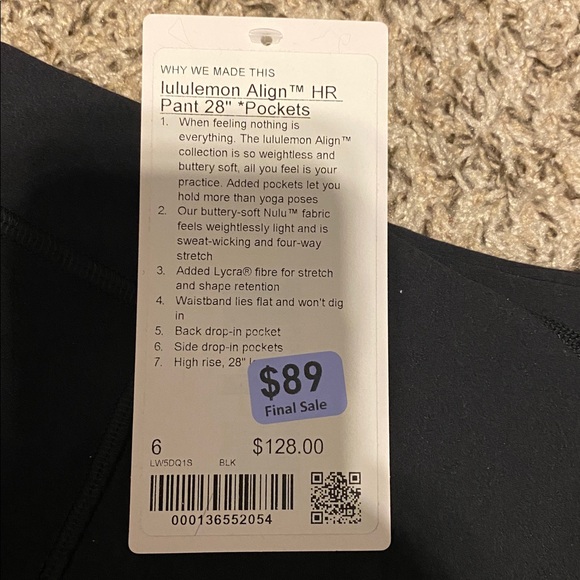 WHY WE MADE THIS
lululemon Align™ HR
Pant 28" *Pockets
1. When feeling nothing is
everything. The lululemon Align™
collection is so weightless and
buttery soft, all you feel is your
practice. Added pockets let you
hold more than yoga poses
2. Our buttery-soft Nulu™ fabric
feels weightlessly light and is
sweat-wicking and four-way
stretch
3. Added Lycra® fibre for stretch
and shape retention
4. Waistband lies flat and won't dig
in
5. Back drop-in pocket
6. Side drop-in pockets
7. High rise, 28"
$89
Final Sale
6 $128.00
LW5DQ1S BLK
000136552054